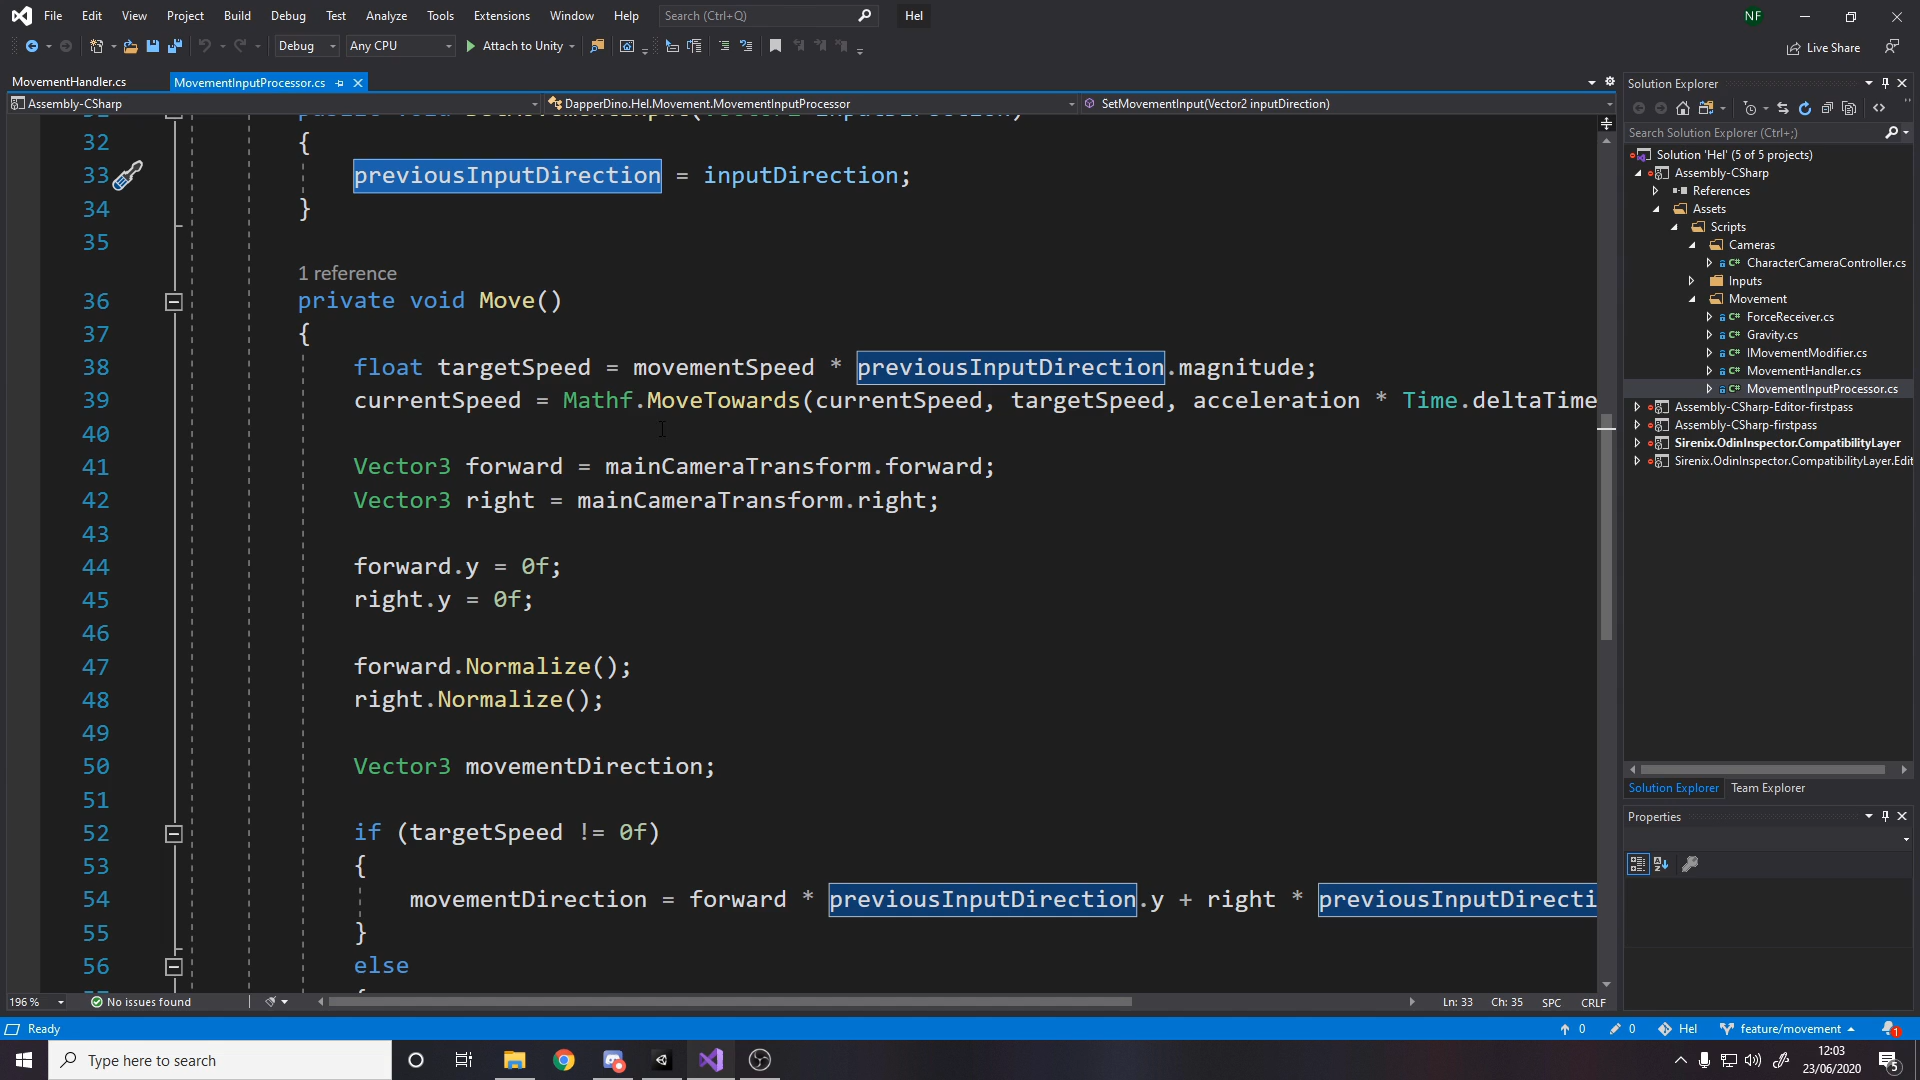 File Edit View Project Build Debug Test Analyze Tools Extensions Window Help Search (Ctrl+Q) Hel NF
Debug Any CPU Attach to Unity Live Share
MovementHandler.cs MovementInputProcessor.cs
Assembly-CSharp DapperDino.Hel.Movement.MovementInputProcessor SetMovementInput(Vector2 inputDirection)
32 {
33 previousInputDirection = inputDirection;
34 }
35
1 reference
36 private void Move()
37 {
38 float targetSpeed = movementSpeed * previousInputDirection.magnitude;
39 currentSpeed = Mathf.MoveTowards(currentSpeed, targetSpeed, acceleration * Time.deltaTime
40
41 Vector3 forward = mainCameraTransform.forward;
42 Vector3 right = mainCameraTransform.right;
43
44 forward.y = 0f;
45 right.y = 0f;
46
47 forward.Normalize();
48 right.Normalize();
49
50 Vector3 movementDirection;
51
52 if (targetSpeed != 0f)
53 {
54 movementDirection = forward * previousInputDirection.y + right * previousInputDirecti
55 }
56 else
196 % No issues found Ln: 33 Ch: 35 SPC CRLF
Solution Explorer
Search Solution Explorer (Ctrl+;)
Solution 'Hel' (5 of 5 projects)
Assembly-CSharp
References
Assets
Scripts
Cameras
CharacterCameraController.cs
Inputs
Movement
ForceReceiver.cs
Gravity.cs
IMovementModifier.cs
MovementHandler.cs
MovementInputProcessor.cs
Assembly-CSharp-Editor-firstpass
Assembly-CSharp-firstpass
Sirenix.OdinInspector.CompatibilityLayer
Sirenix.OdinInspector.CompatibilityLayer.Edit
Solution Explorer Team Explorer
Properties
Ready 0 0 Hel feature/movement 1
Type here to search 12:03
23/06/2020 5